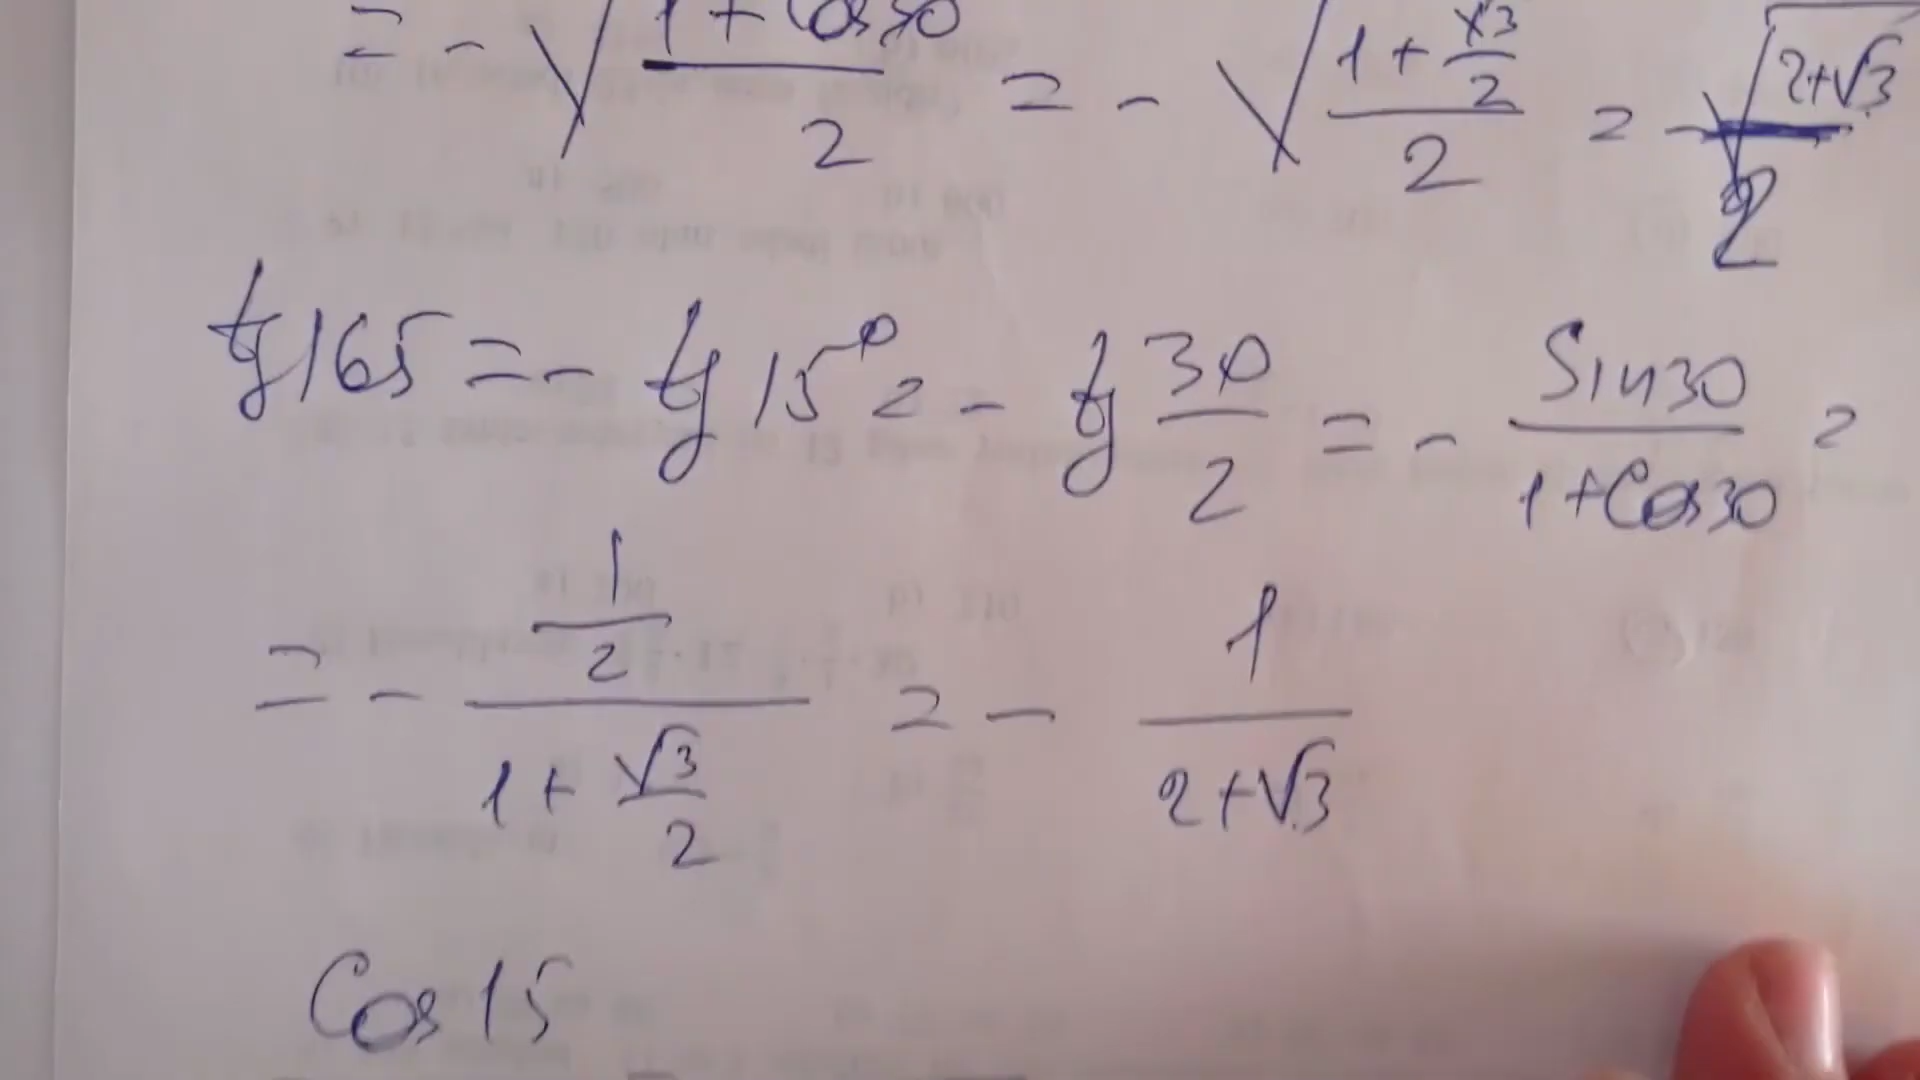 = - √(1 + Cos30 / 2) = - √((1 + √3/2) / 2) = - √(2+√3) / 2
tg165 = - tg15° = - tg 30/2 = - Sin30 / (1+Cos30) =
= - (1/2) / (1 + √3/2) = - 1 / (2+√3)
Cos15